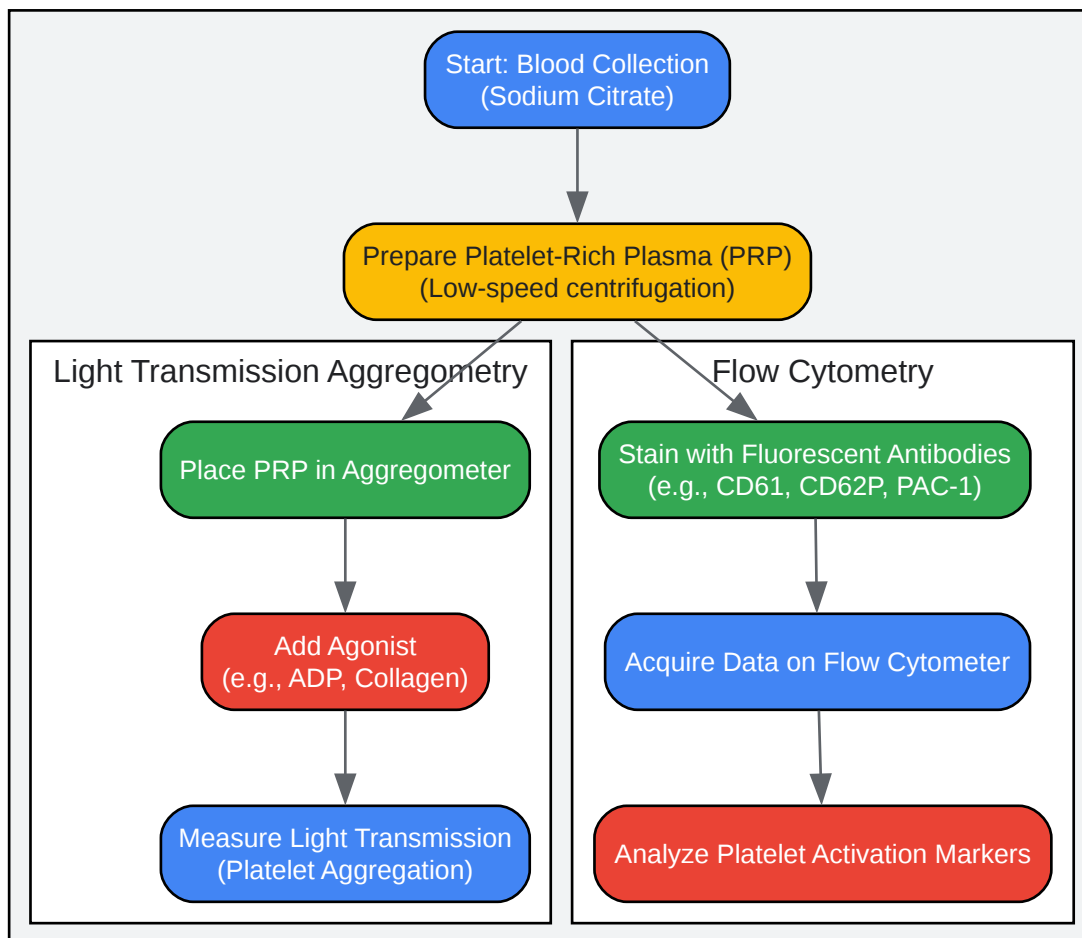 Start: Blood Collection
(Sodium Citrate)
Prepare Platelet-Rich Plasma (PRP)
(Low-speed centrifugation)
Light Transmission Aggregometry
Place PRP in Aggregometer
Add Agonist
(e.g., ADP, Collagen)
Measure Light Transmission
(Platelet Aggregation)
Flow Cytometry
Stain with Fluorescent Antibodies
(e.g., CD61, CD62P, PAC-1)
Acquire Data on Flow Cytometer
Analyze Platelet Activation Markers